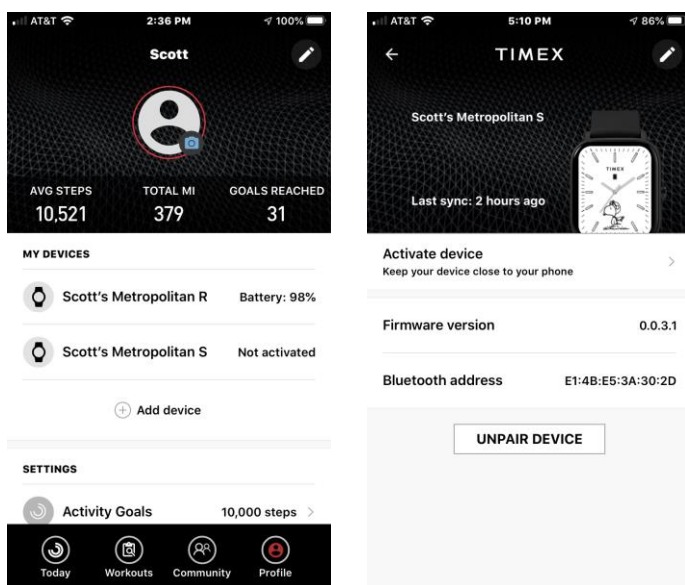 AT&T 2:36 PM 100%
Scott
AVG STEPS TOTAL MI GOALS REACHED
10,521 379 31
MY DEVICES
Scott's Metropolitan R Battery: 98%
Scott's Metropolitan S Not activated
Add device
SETTINGS
Activity Goals 10,000 steps
Today Workouts Community Profile
AT&T 5:10 PM 86%
TIMEX
Scott's Metropolitan S
TIMEX
Last sync: 2 hours ago
Activate device
Keep your device close to your phone
Firmware version 0.0.3.1
Bluetooth address E1:4B:E5:3A:30:2D
UNPAIR DEVICE